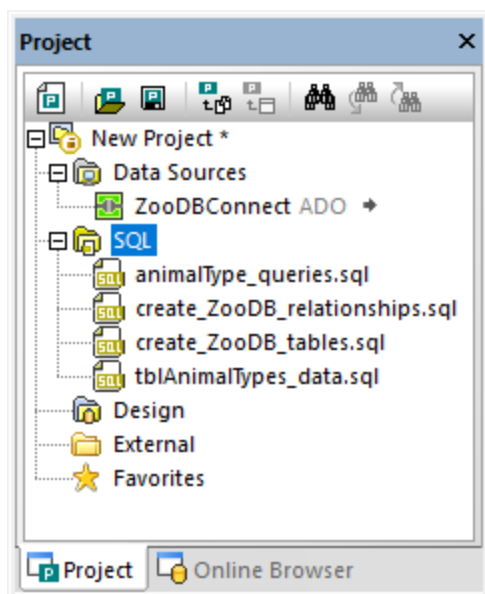 Project
New Project *
Data Sources
ZooDBConnect ADO
SQL
animalType_queries.sql
create_ZooDB_relationships.sql
create_ZooDB_tables.sql
tblAnimalTypes_data.sql
Design
External
Favorites
Project Online Browser